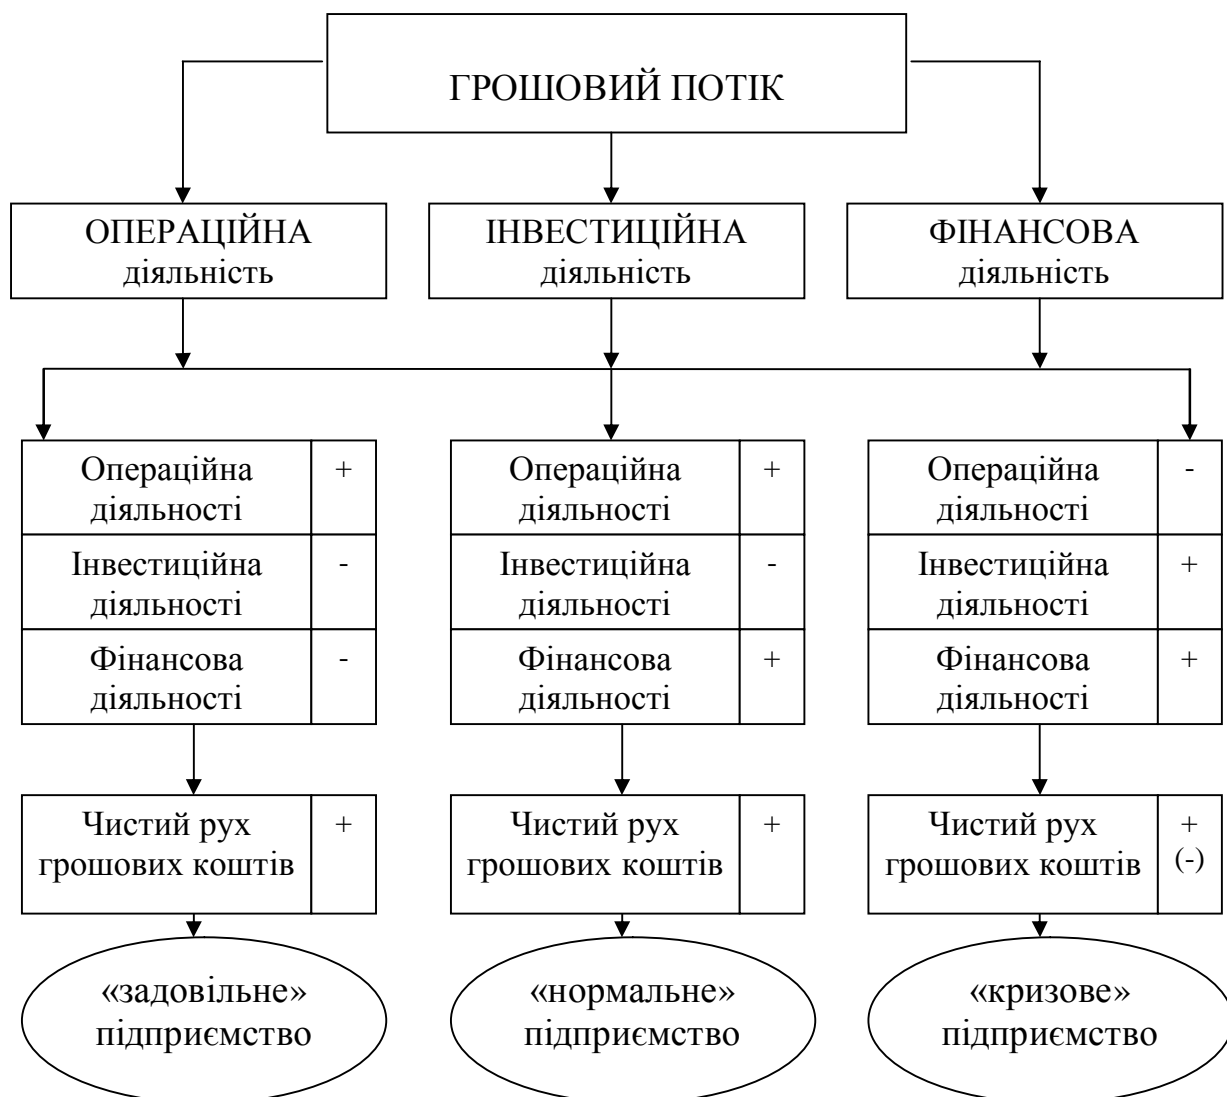 ГРОШОВИЙ ПОТІК
ОПЕРАЦІЙНА
діяльність
ІНВЕСТИЦІЙНА
діяльність
ФІНАНСОВА
діяльність
Операційна +
діяльності
Інвестиційна -
діяльності
Фінансова -
діяльності
Чистий рух +
грошових коштів
«задовільне»
підприємство
Операційна +
діяльності
Інвестиційна -
діяльності
Фінансова +
діяльності
Чистий рух +
грошових коштів
«нормальне»
підприємство
Операційна -
діяльності
Інвестиційна +
діяльності
Фінансова +
діяльності
Чистий рух +
грошових коштів (-)
«кризове»
підприємство